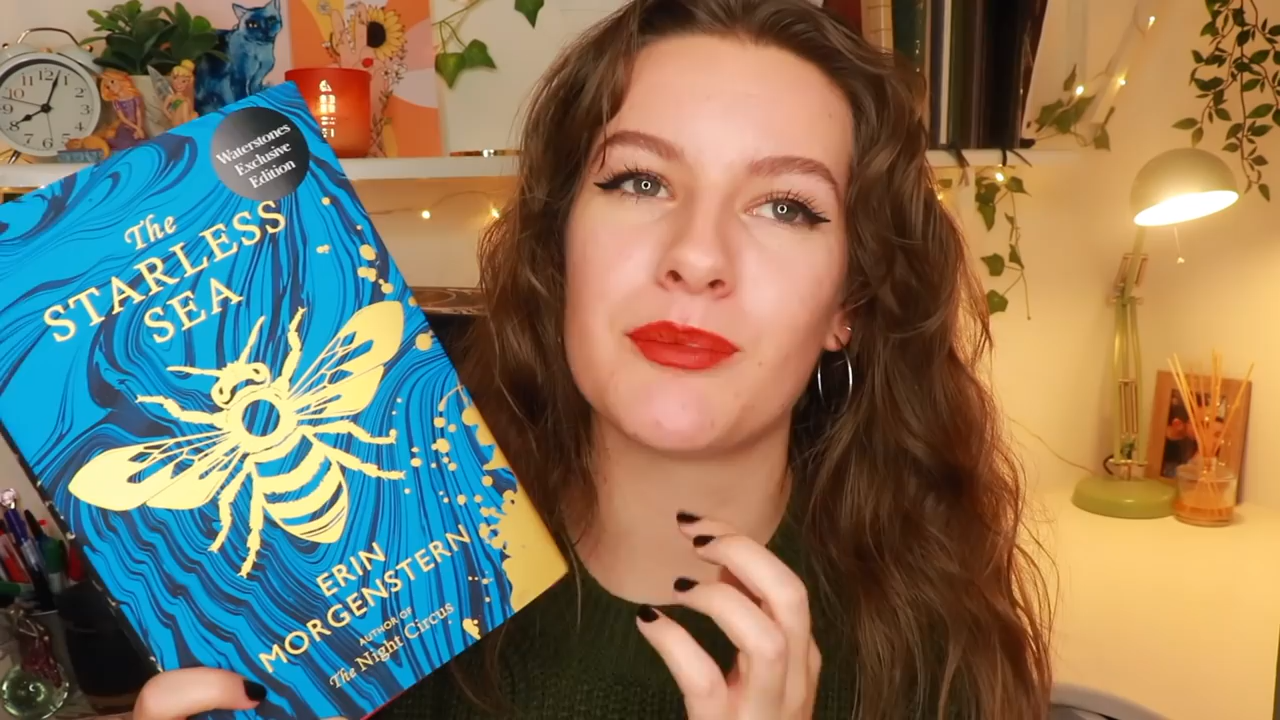 Waterstones
Exclusive
Edition
The
STARLESS
SEA
ERIN
MORGENSTERN
AUTHOR OF
The Night Circus